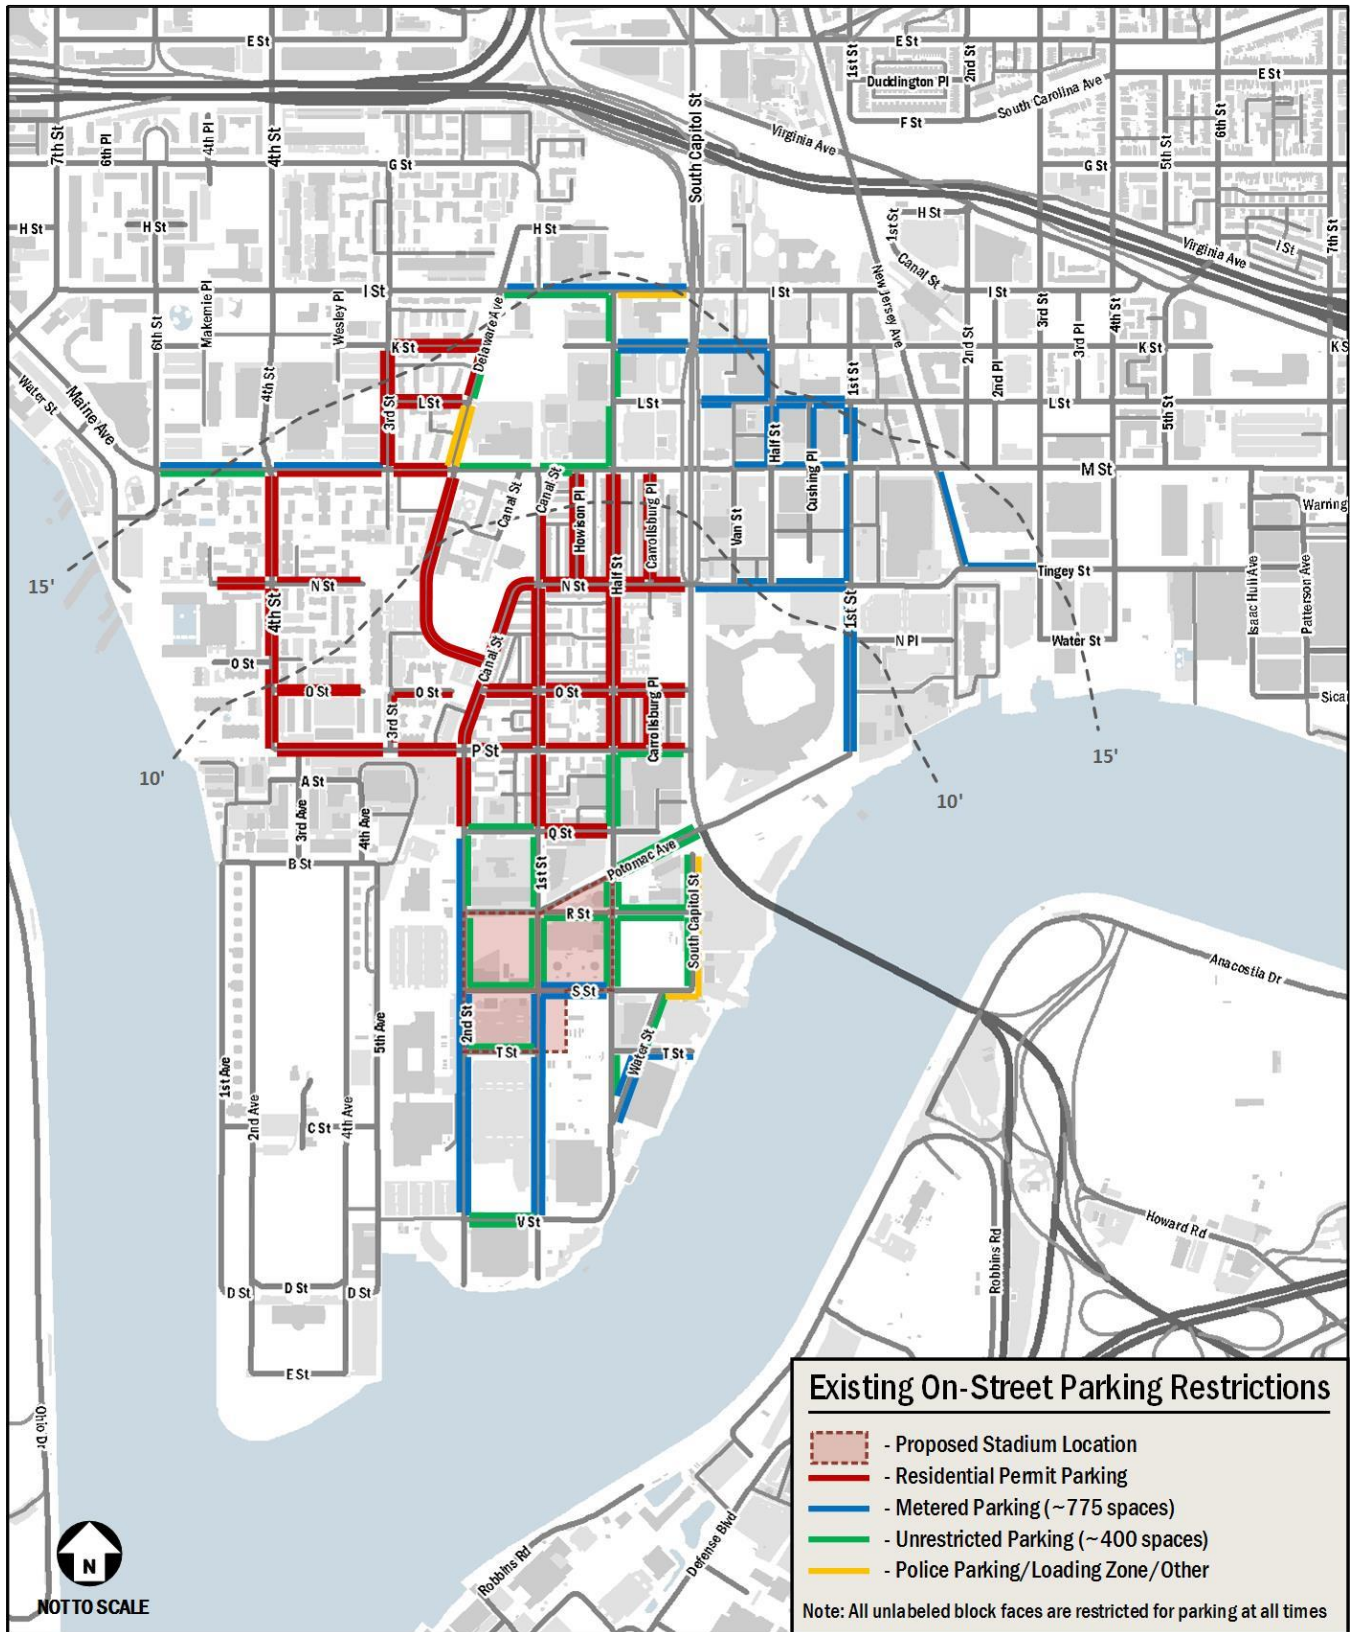 E St
E St
1st St
2nd St
Duddington Pl
South Carolina Ave
E St
F St
6th St
7th St
6th Pl
4th Pl
4th St
South Capitol St
Virginia Ave
5th St
G St
G St
H St
H St
H St
1st St
H St
Virginia Ave
I St
7th St
Canal St
New Jersey Ave
I St
I St
I St
6th St
Makemie Pl
Wesley Pl
Delaware Ave
3rd St
3rd Pl
4th St
K St
2nd St
K St
K S
Water St
Maine Ave
4th St
3rd St
L St
L St
1st St
2nd Pl
L St
5th St
Half St
M St
Canal St
Canal St
Howison Pl
Carrollsburg Pl
Van St
Cushing Pl
Warring
15'
N St
N St
Half St
Tingey St
Isaac Hull Ave
Patterson Ave
4th St
1st St
N Pl
Water St
Canal St
O St
O St
O St
O St
Sica
3rd St
Carrollsburg Pl
P St
10'
15'
10'
A St
3rd Ave
4th Ave
Q St
B St
1st St
Potomac Ave
R St
South Capitol St
Anacostia Dr
S St
2nd St
5th Ave
T St
Water St
T St
1st Ave
2nd Ave
C St
4th Ave
V St
Howard Rd
Robbins Rd
D St
D St
D St
E St
Ohio Dr
Existing On-Street Parking Restrictions
- Proposed Stadium Location
- Residential Permit Parking
- Metered Parking (~775 spaces)
- Unrestricted Parking (~400 spaces)
- Police Parking/Loading Zone/Other
Note: All unlabeled block faces are restricted for parking at all times
N
NOT TO SCALE
Robbins Rd
Defense Blvd